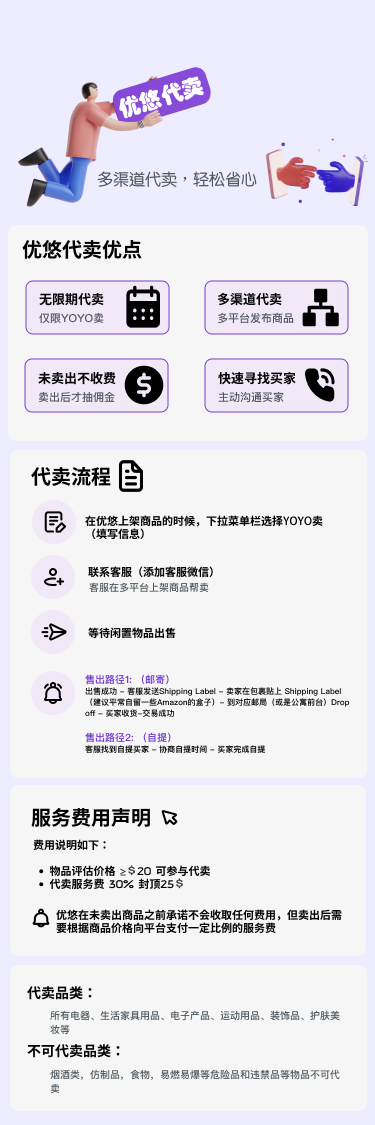 优悠代卖
多渠道代卖，轻松省心
优悠代卖优点
无限期代卖
仅限YOYO卖
多渠道代卖
多平台发布商品
未卖出不收费
卖出后才抽佣金
快速寻找买家
主动沟通买家
代卖流程
在优悠上架商品的时候，下拉菜单栏选择YOYO卖
（填写信息）
联系客服（添加客服微信）
客服在多平台上架商品帮卖
等待闲置物品出售
售出路径1: （邮寄）
出售成功 – 客服发送Shipping Label – 卖家在包裹贴上 Shipping Label
（建议平常自留一些Amazon的盒子）– 到对应邮局（或是公寓前台）Drop
off – 买家收货–交易成功
售出路径2: （自提）
客服找到自提买家 – 协商自提时间 – 买家完成自提
服务费用声明
费用说明如下：
• 物品评估价格 ≥$20 可参与代卖
• 代卖服务费 30% 封顶25$
优悠在未卖出商品之前承诺不会收取任何费用，但卖出后需
要根据商品价格向平台支付一定比例的服务费
代卖品类：
所有电器、生活家具用品、电子产品、运动用品、装饰品、护肤美
妆等
不可代卖品类：
烟酒类，仿制品，食物，易燃易爆等危险品和违禁品等物品不可代
卖